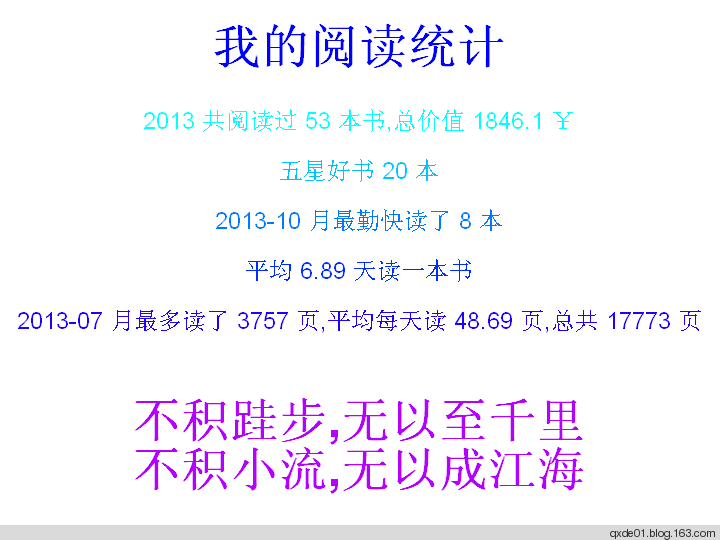 我的阅读统计
2013 共阅读过 53 本书,总价值 1846.1 ￥
五星好书 20 本
2013-10 月最勤快读了 8 本
平均 6.89 天读一本书
2013-07 月最多读了 3757 页,平均每天读 48.69 页,总共 17773 页
不积跬步,无以至千里
不积小流,无以成江海
qxde01.blog.163.com